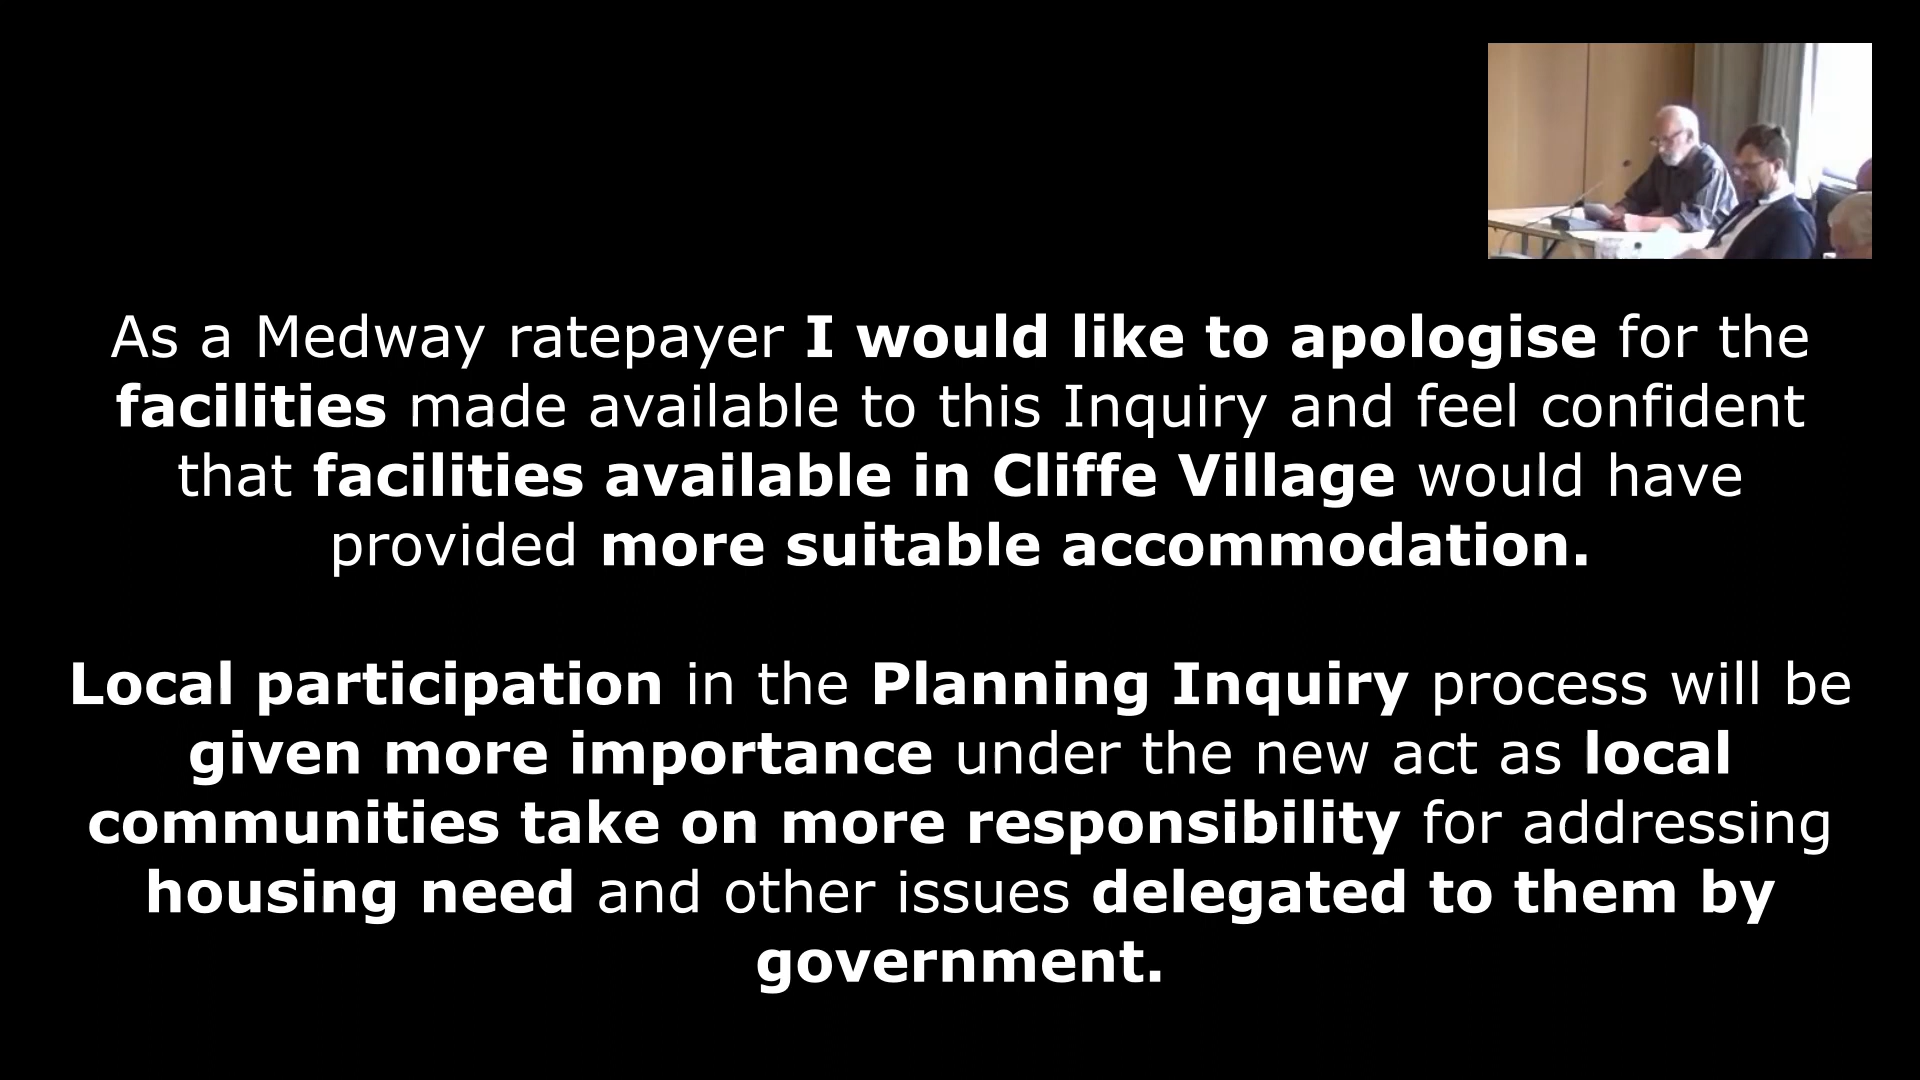 As a Medway ratepayer I would like to apologise for the
facilities made available to this Inquiry and feel confident
that facilities available in Cliffe Village would have
provided more suitable accommodation.
Local participation in the Planning Inquiry process will be
given more importance under the new act as local
communities take on more responsibility for addressing
housing need and other issues delegated to them by
government.